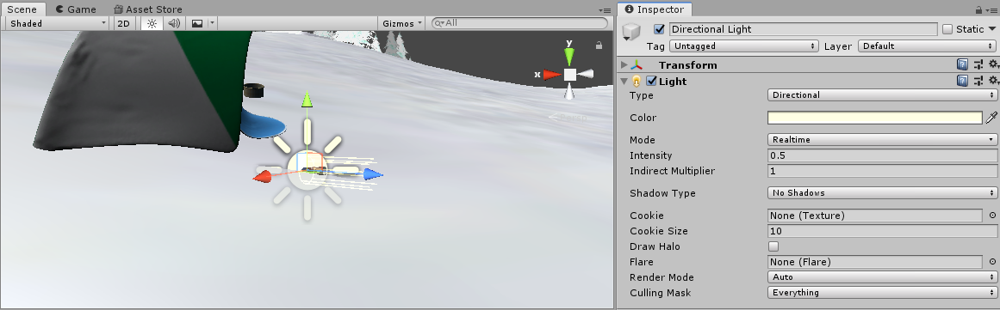 Scene Game Asset Store
Shaded 2D Gizmos All
y
x
Inspector
Directional Light Static
Tag Untagged Layer Default
Transform
Light
Type Directional
Color
Mode Realtime
Intensity 0.5
Indirect Multiplier 1
Shadow Type No Shadows
Cookie None (Texture)
Cookie Size 10
Draw Halo
Flare None (Flare)
Render Mode Auto
Culling Mask Everything